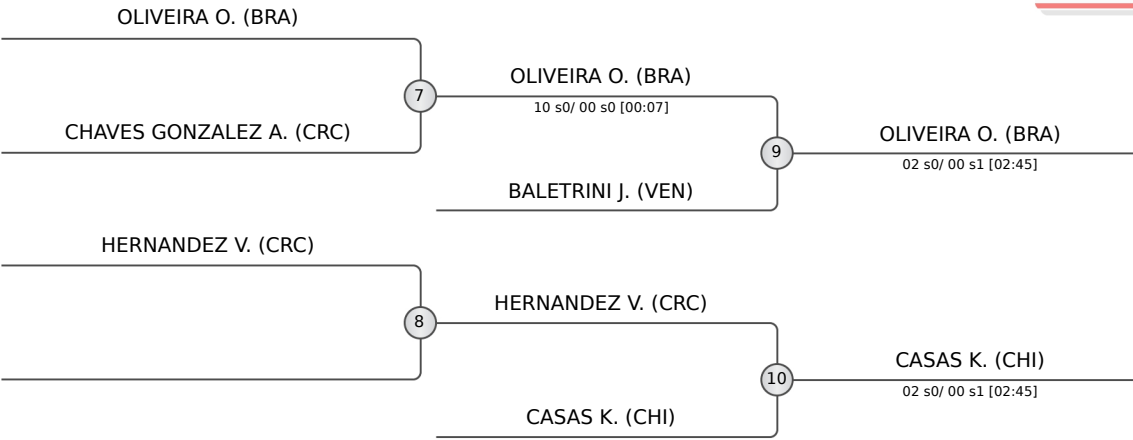 OLIVEIRA O. (BRA)
7
CHAVES GONZALEZ A. (CRC)
OLIVEIRA O. (BRA)
10 s0/ 00 s0 [00:07]
9
BALETRINI J. (VEN)
OLIVEIRA O. (BRA)
02 s0/ 00 s1 [02:45]
HERNANDEZ V. (CRC)
8
HERNANDEZ V. (CRC)
10
CASAS K. (CHI)
CASAS K. (CHI)
02 s0/ 00 s1 [02:45]